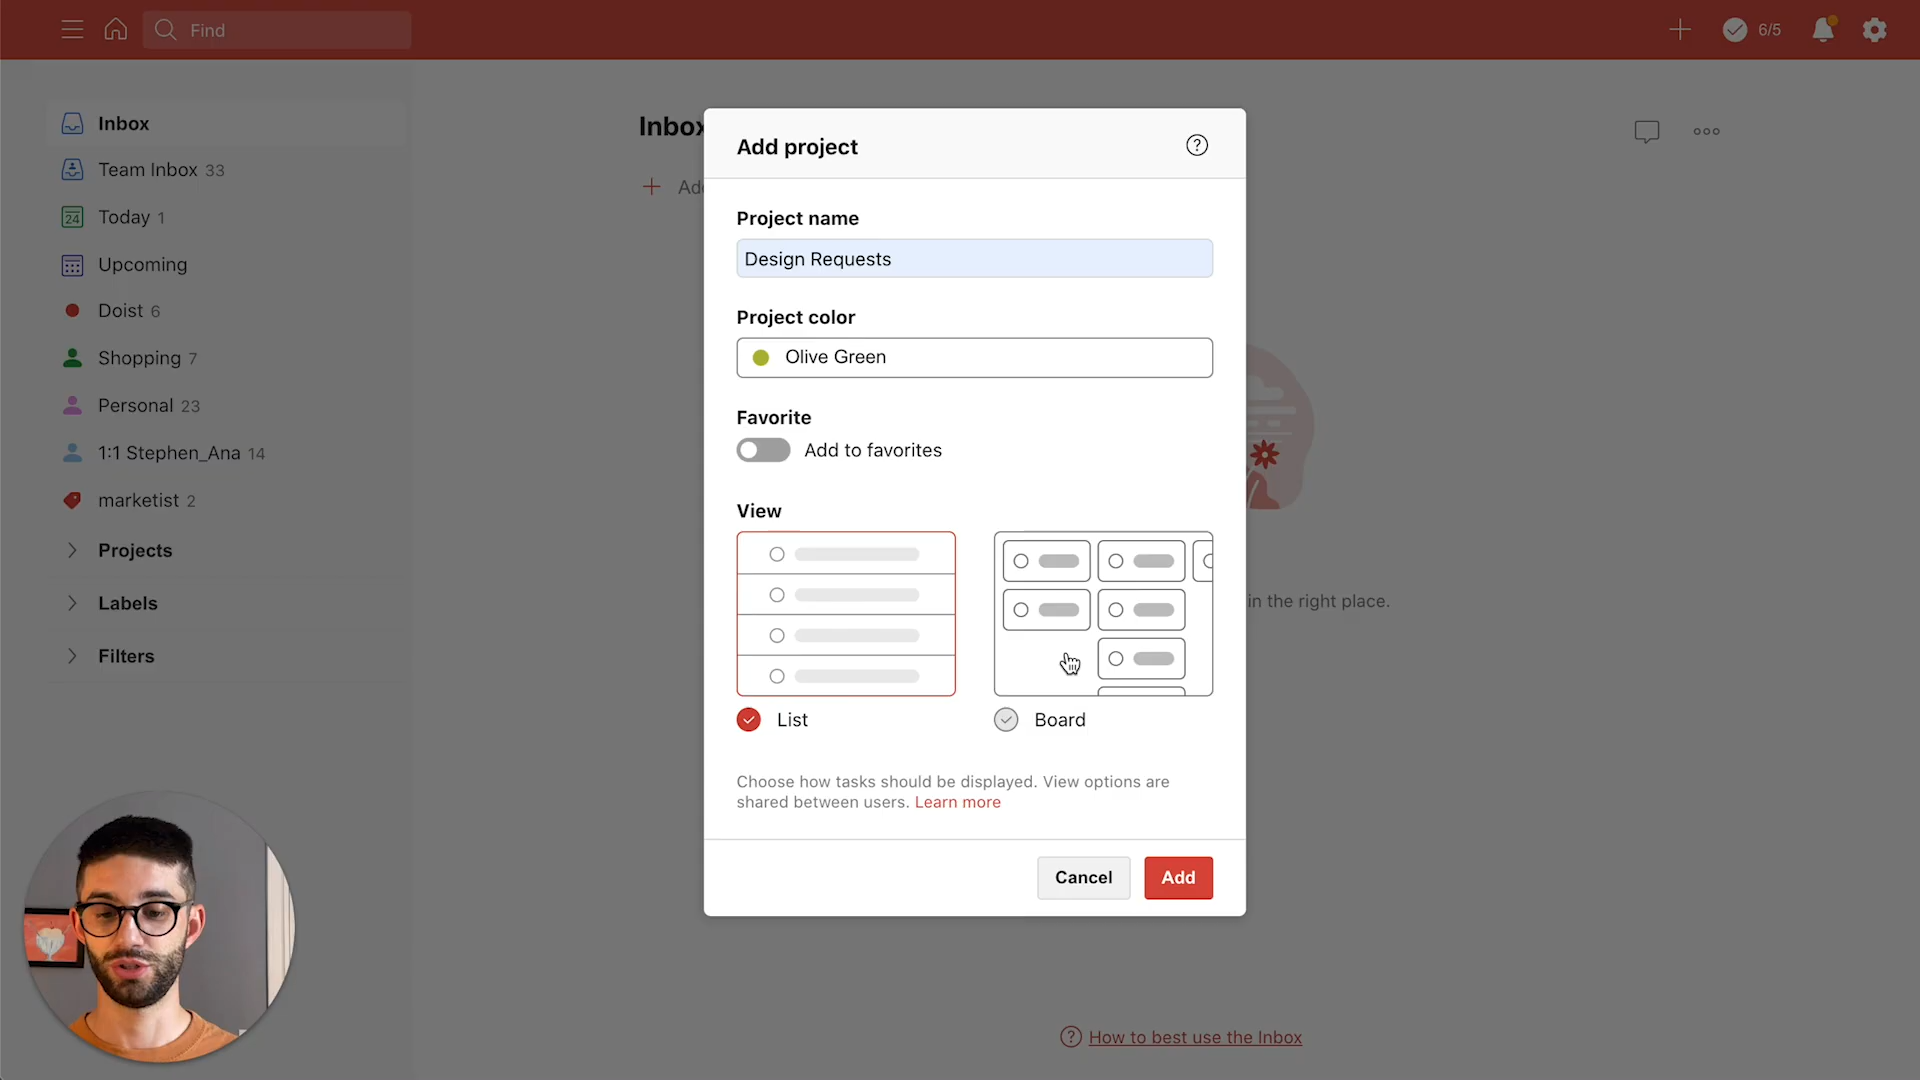 Find
6/5
Inbox
Team Inbox 33
24
Today 1
Upcoming
Doist 6
Shopping 7
Personal 23
1:1 Stephen_Ana 14
marketist 2
Projects
Labels
Filters
Inbox
Add
Add project
Project name
Design Requests
Project color
Olive Green
Favorite
Add to favorites
View
List
Board
Choose how tasks should be displayed. View options are
shared between users. Learn more
Cancel
Add
in the right place.
How to best use the Inbox